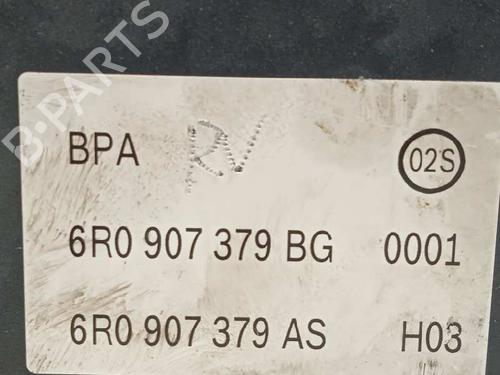 BPA RV 02S
6R0 907 379 BG 0001
6R0 907 379 AS H03
B-PARTS